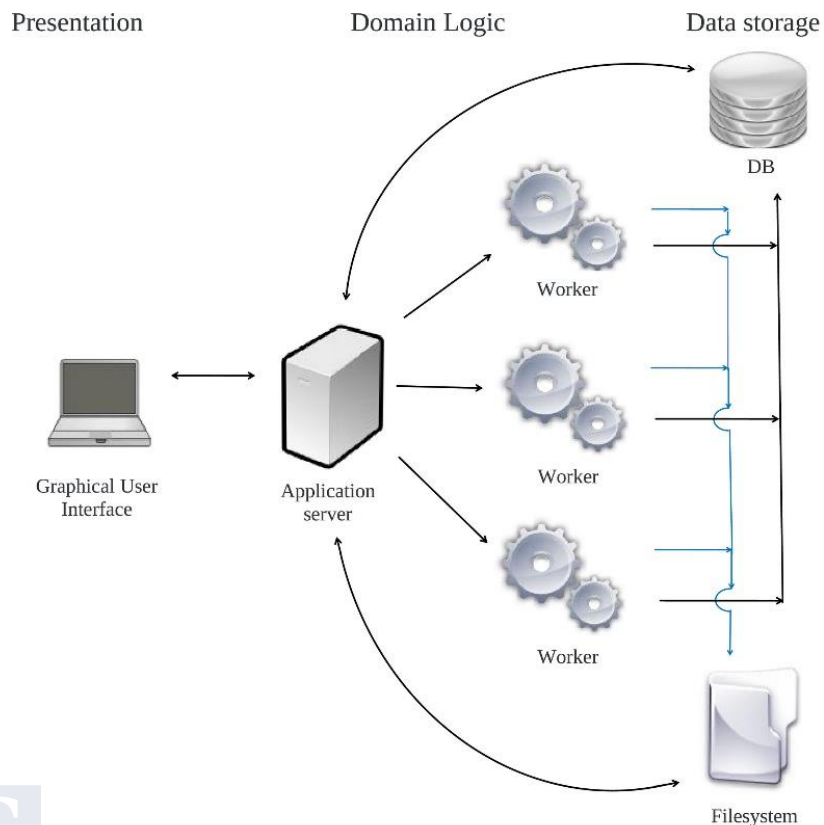 Presentation
Domain Logic
Data storage
DB
Worker
Graphical User
Interface
Application
server
Worker
Worker
Filesystem